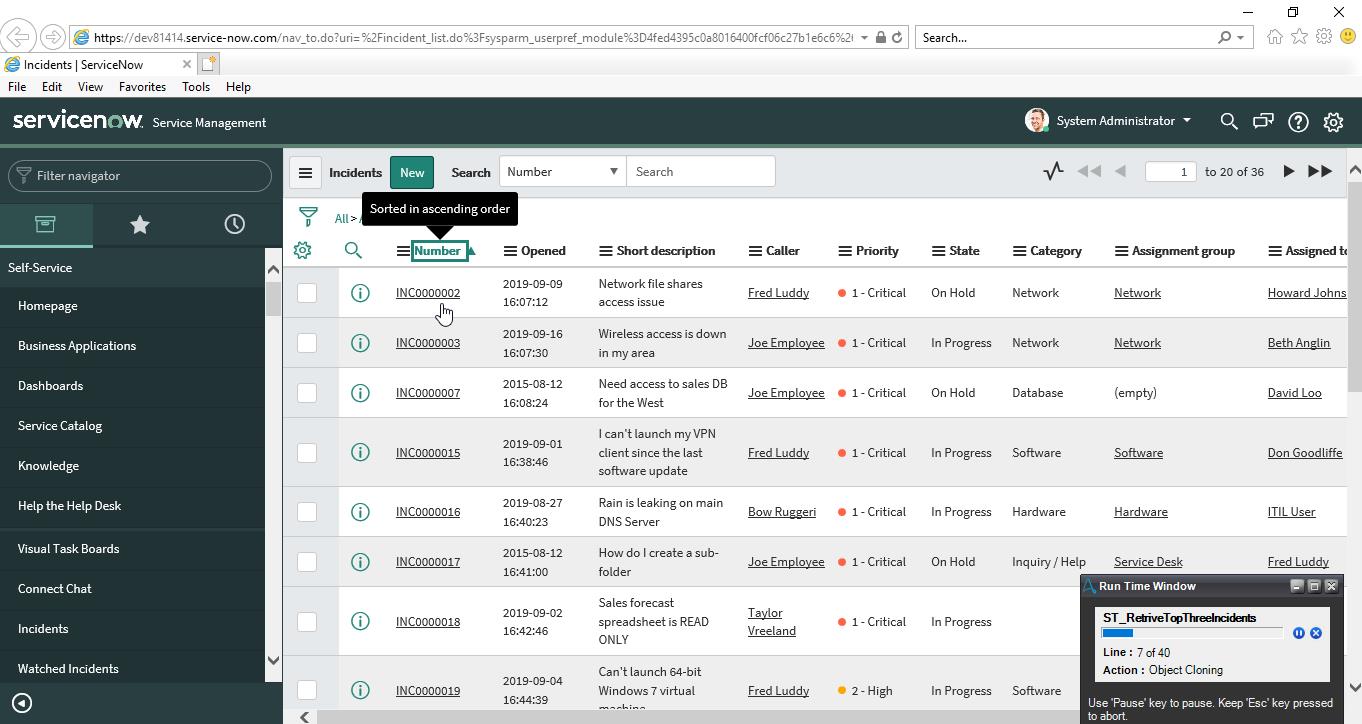 https://dev81414.service-now.com/nav_to.do?uri=%2Fincident_list.do%3Fsysparm_userpref_module%3D4fed4395c0a8016400fcf06c27b1e6c6%2
Search...
Incidents | ServiceNow
File Edit View Favorites Tools Help
servicenow. Service Management
System Administrator
Filter navigator
Self-Service
Homepage
Business Applications
Dashboards
Service Catalog
Knowledge
Help the Help Desk
Visual Task Boards
Connect Chat
Incidents
Watched Incidents
Incidents New Search Number Search
1 to 20 of 36
All >
Sorted in ascending order
Number Opened Short description Caller Priority State Category Assignment group Assigned to
INC0000002 2019-09-09 16:07:12 Network file shares access issue Fred Luddy 1 - Critical On Hold Network Network Howard Johns
INC0000003 2019-09-16 16:07:30 Wireless access is down in my area Joe Employee 1 - Critical In Progress Network Network Beth Anglin
INC0000007 2015-08-12 16:08:24 Need access to sales DB for the West Joe Employee 1 - Critical On Hold Database (empty) David Loo
INC0000015 2019-09-01 16:38:46 I can't launch my VPN client since the last software update Fred Luddy 1 - Critical In Progress Software Software Don Goodliffe
INC0000016 2019-08-27 16:40:23 Rain is leaking on main DNS Server Bow Ruggeri 1 - Critical In Progress Hardware Hardware ITIL User
INC0000017 2015-08-12 16:41:00 How do I create a sub-folder Joe Employee 1 - Critical On Hold Inquiry / Help Service Desk Fred Luddy
INC0000018 2019-09-02 16:42:46 Sales forecast spreadsheet is READ ONLY Taylor Vreeland 1 - Critical In Progress
INC0000019 2019-09-04 16:44:39 Can't launch 64-bit Windows 7 virtual machine Fred Luddy 2 - High In Progress Software
Run Time Window
ST_RetriveTopThreeIncidents
Line : 7 of 40
Action : Object Cloning
Use 'Pause' key to pause. Keep 'Esc' key pressed
to abort.